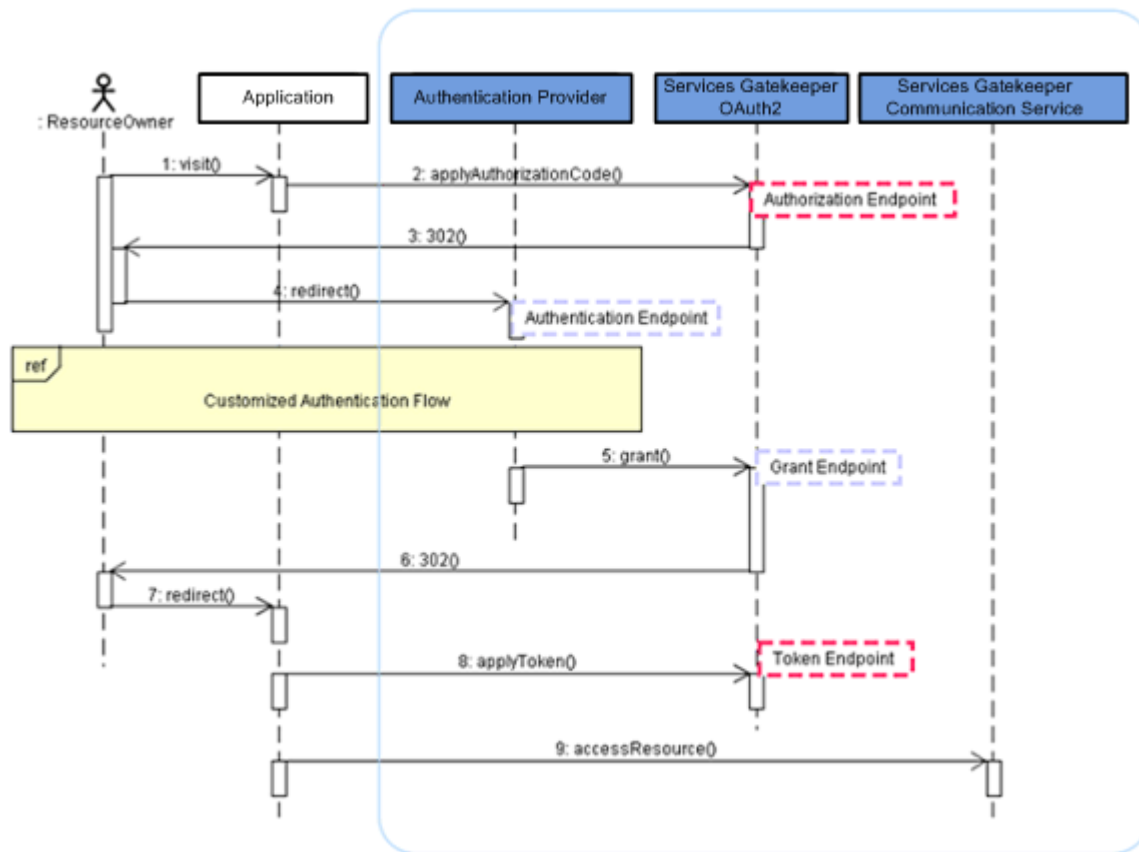 Application
Authentication Provider
Services Gatekeeper
OAuth2
Services Gatekeeper
Communication Service
: ResourceOwner
1: visit()
2: applyAuthorizationCode()
Authorization Endpoint
3: 302()
4: redirect()
Authentication Endpoint
ref
Customized Authentication Flow
5: grant()
Grant Endpoint
6: 302()
7: redirect()
8: applyToken()
Token Endpoint
9: accessResource()